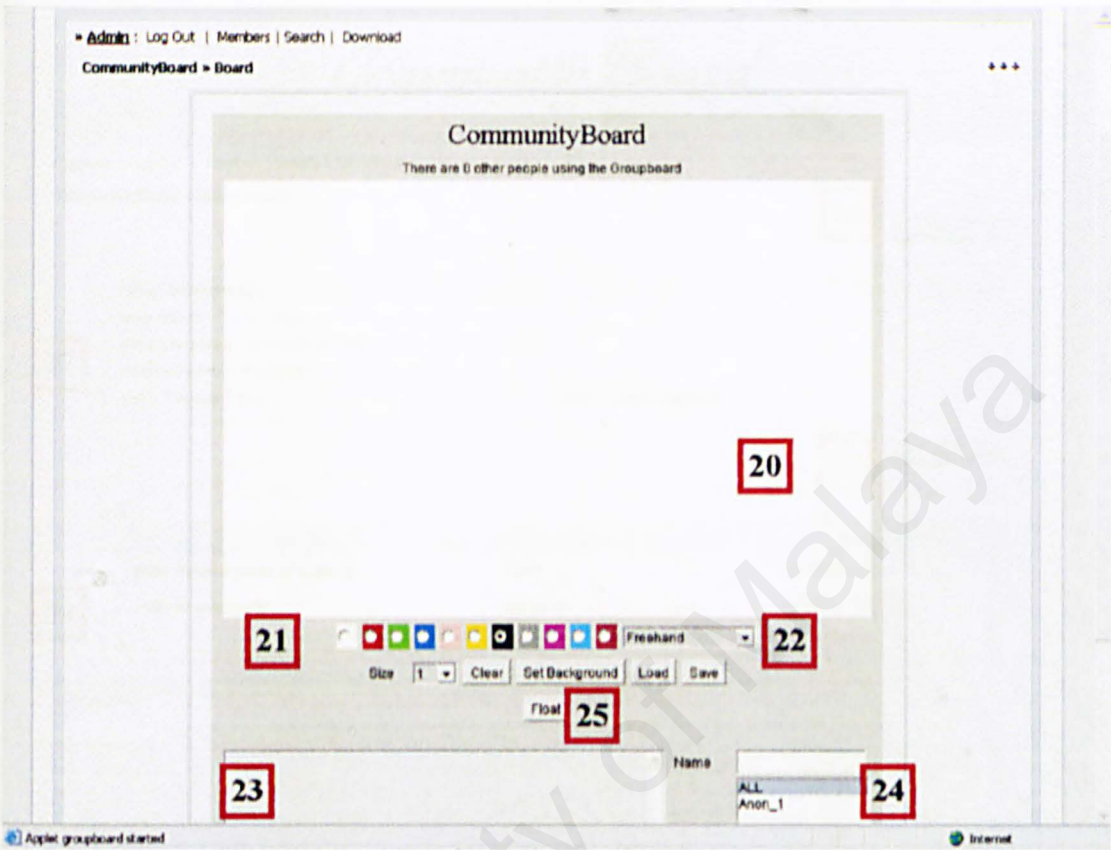 » Admin : Log Out | Members | Search | Download
CommunityBoard » Board
CommunityBoard
There are 0 other people using the Groupboard
20
21
Freehand
22
Size 1 Clear Set Background Load Save
Float
25
Name
23
ALL
Anon_1
24
Applet groupboard started
Internet
of Malaya